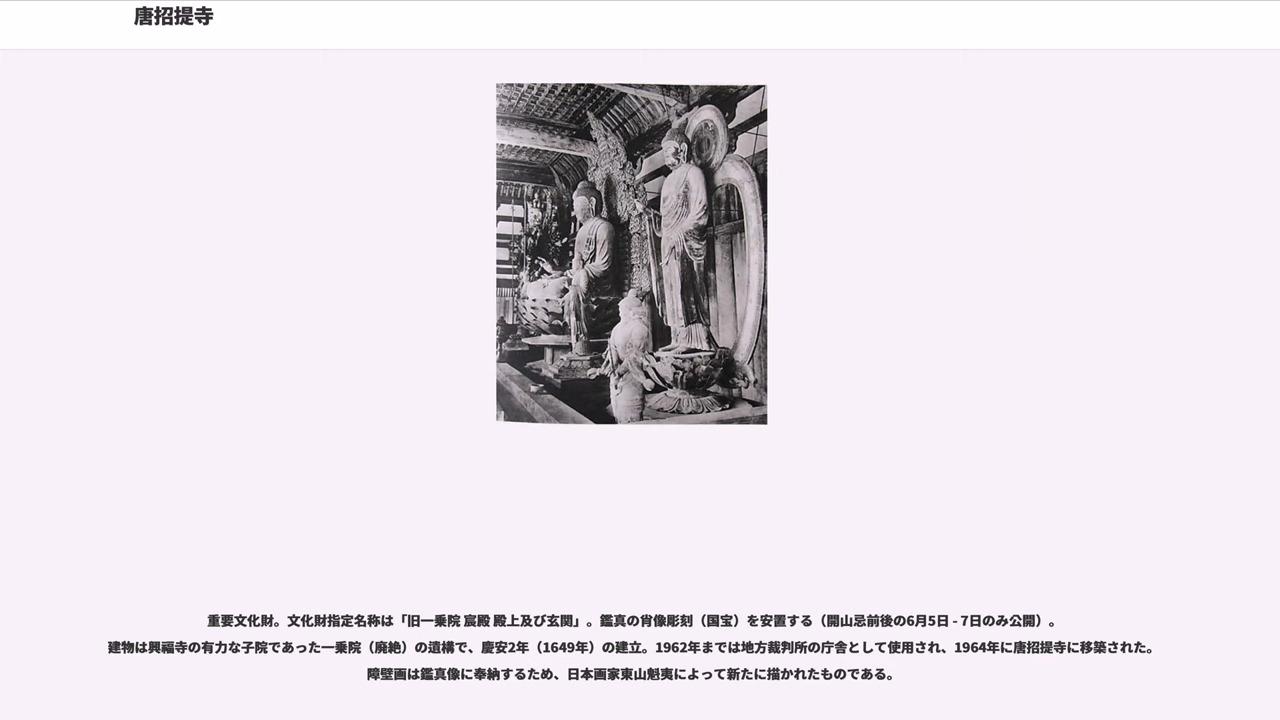 唐招提寺
重要文化財。文化財指定名称は「旧一乗院 宸殿 殿上及び玄関」。鑑真の肖像彫刻（国宝）を安置する（開山忌前後の6月5日 - 7日のみ公開）。
建物は興福寺の有力な子院であった一乗院（廃絶）の遺構で、慶安2年（1649年）の建立。1962年までは地方裁判所の庁舎として使用され、1964年に唐招提寺に移築された。
障壁画は鑑真像に奉納するため、日本画家東山魁夷によって新たに描かれたものである。